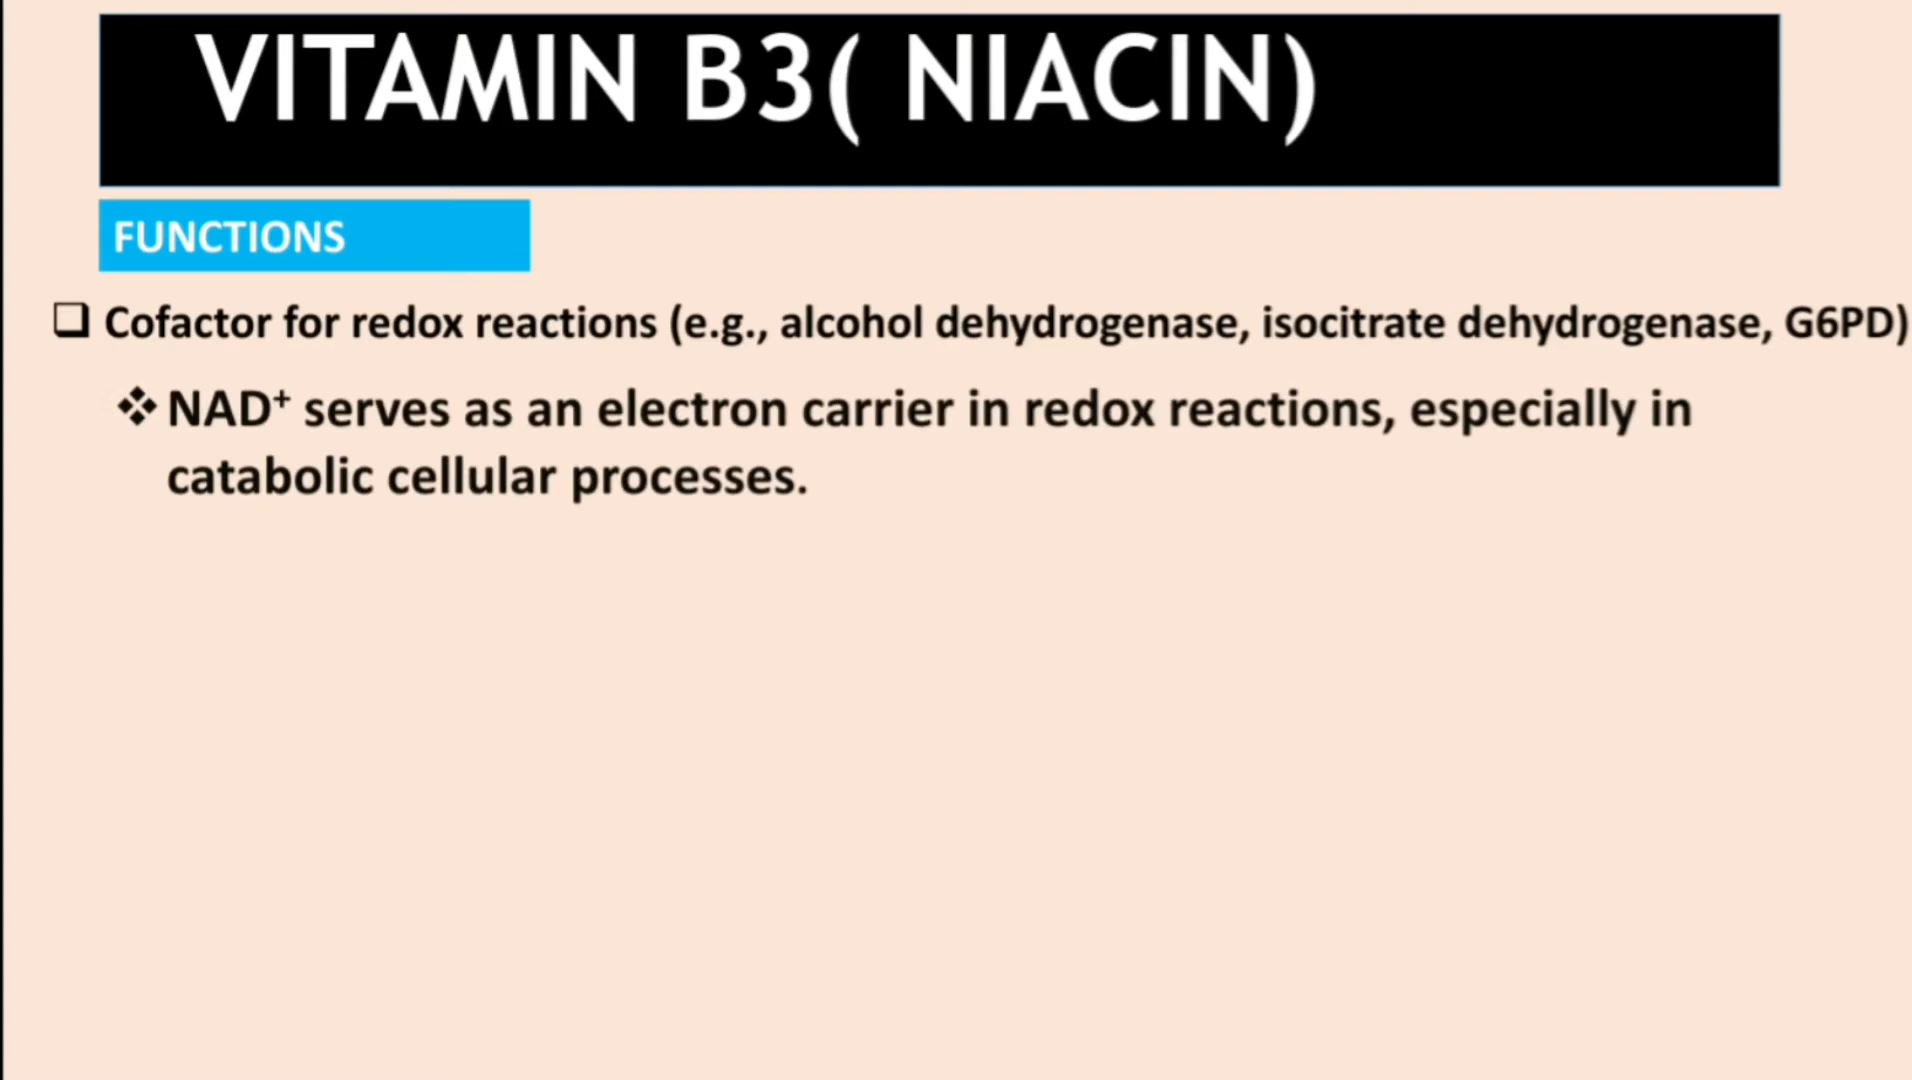 VITAMIN B3( NIACIN)
FUNCTIONS
❑ Cofactor for redox reactions (e.g., alcohol dehydrogenase, isocitrate dehydrogenase, G6PD)
❖ NAD⁺ serves as an electron carrier in redox reactions, especially in
catabolic cellular processes.